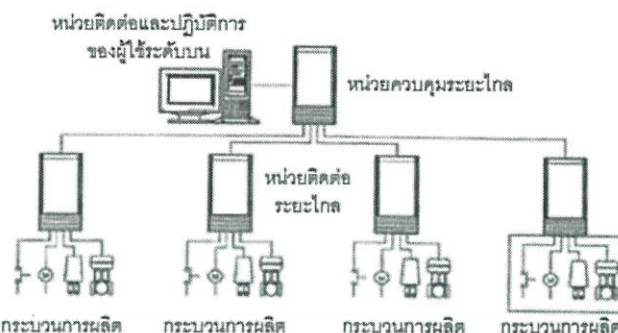 หน่วยติดต่อและปฏิบัติการ
ของผู้ใช้ระดับบน
หน่วยควบคุมระยะไกล
หน่วยติดต่อ
ระยะไกล
กระบวนการผลิต
กระบวนการผลิต
กระบวนการผลิต
กระบวนการผลิต